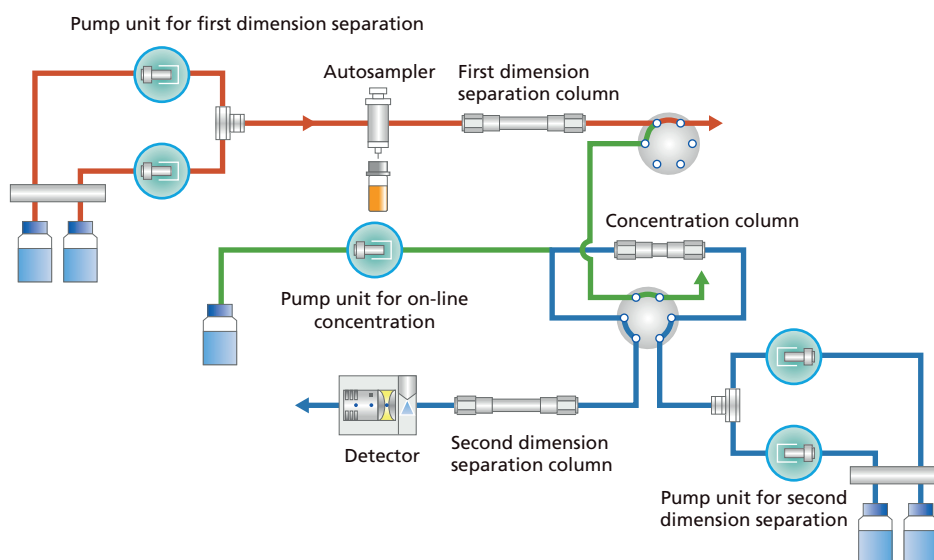 Pump unit for first dimension separation
Autosampler
First dimension
separation column
Concentration column
Pump unit for on-line
concentration
Detector
Second dimension
separation column
Pump unit for second
dimension separation